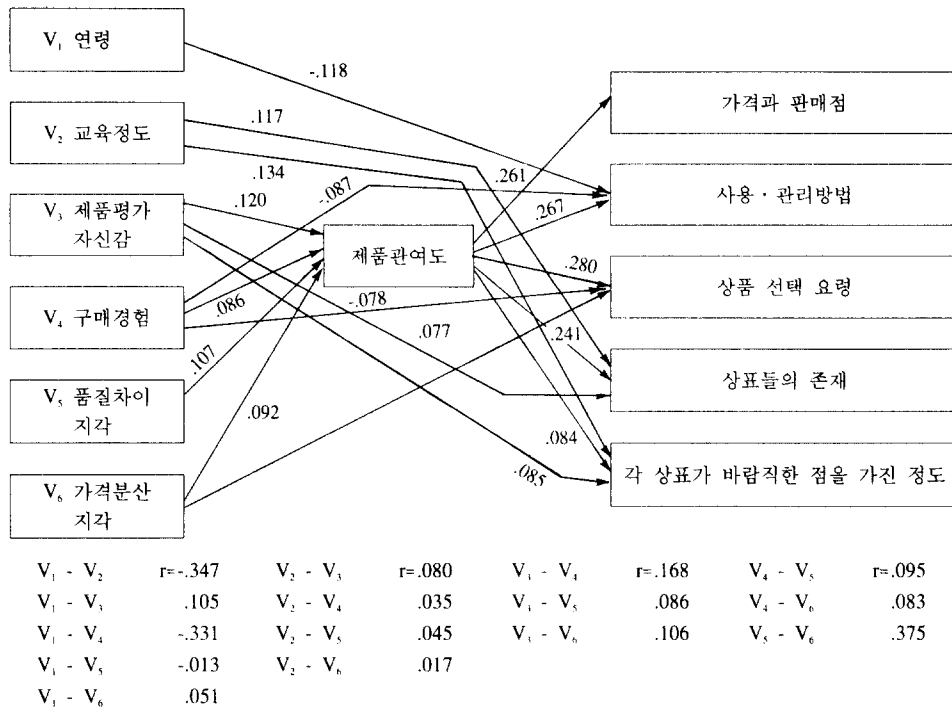 V₁ 연령
V₂ 교육정도
V₃ 제품평가
자신감
V₄ 구매경험
V₅ 품질차이
지각
V₆ 가격분산
지각
제품관여도
가격과 판매점
사용·관리방법
상품 선택 요령
상표들의 존재
각 상표가 바람직한 점을 가진 정도
-.118
.117
.134
-.087
.120
.261
.267
.280
.086
-.078
.077
.241
.107
.092
.084
.085
V₁ - V₂ r=-.347 V₂ - V₃ r=.080 V₃ - V₄ r=.168 V₄ - V₅ r=.095
V₁ - V₃ .105 V₂ - V₄ .035 V₃ - V₅ .086 V₄ - V₆ .083
V₁ - V₄ -.331 V₂ - V₅ .045 V₃ - V₆ .106 V₅ - V₆ .375
V₁ - V₅ -.013 V₂ - V₆ .017
V₁ - V₆ .051